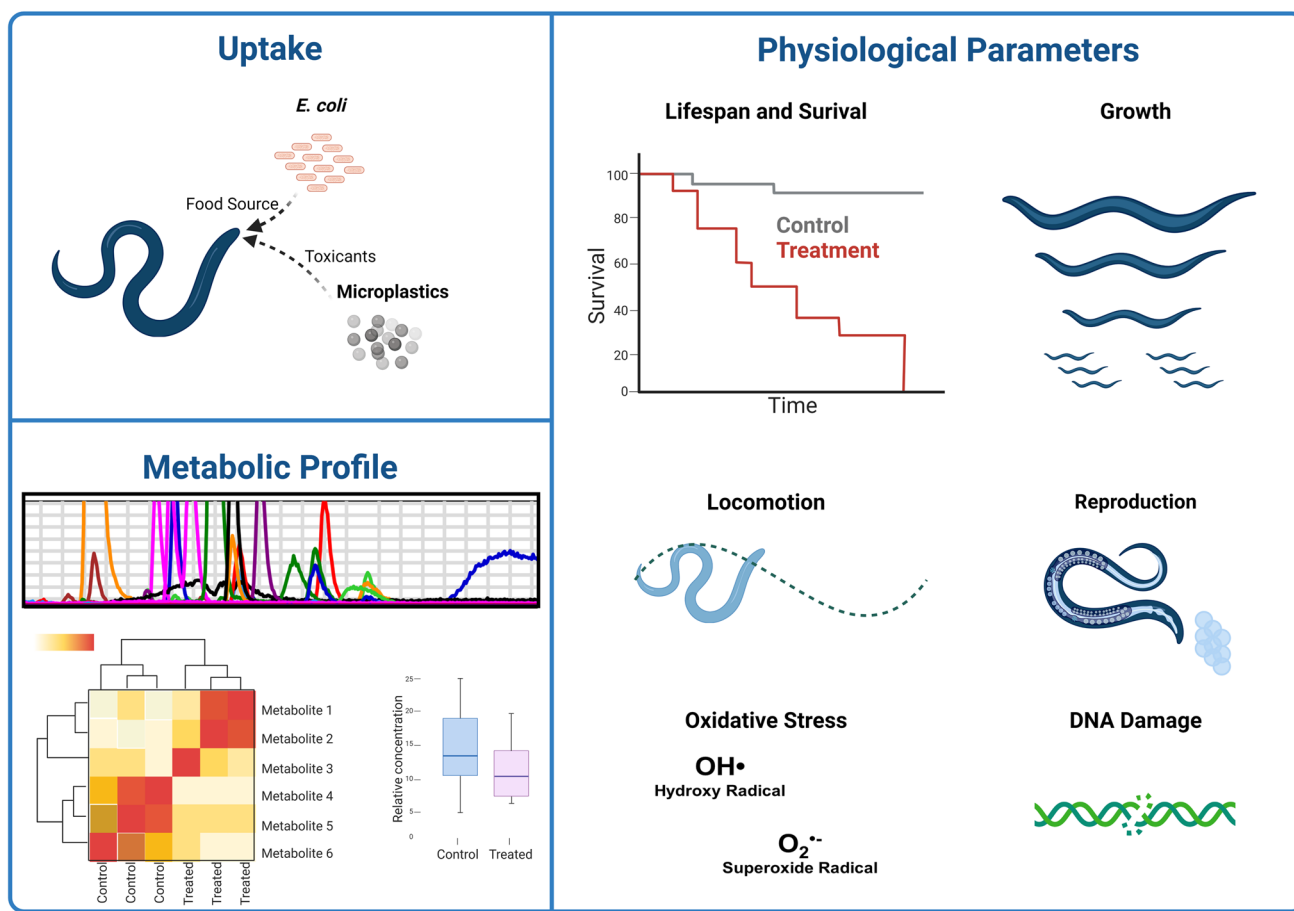 Uptake
E. coli
Food Source
Toxicants
Microplastics
Metabolic Profile
Metabolite 1
Metabolite 2
Metabolite 3
Metabolite 4
Metabolite 5
Metabolite 6
Control
Control
Control
Treated
Treated
Treated
Relative concentration
25
20
15
10
5
0
Control
Treated
Physiological Parameters
Lifespan and Surival
100
80
60
40
20
0
Survival
Control
Treatment
Time
Growth
Locomotion
Reproduction
Oxidative Stress
OH•
Hydroxy Radical
O₂•-
Superoxide Radical
DNA Damage